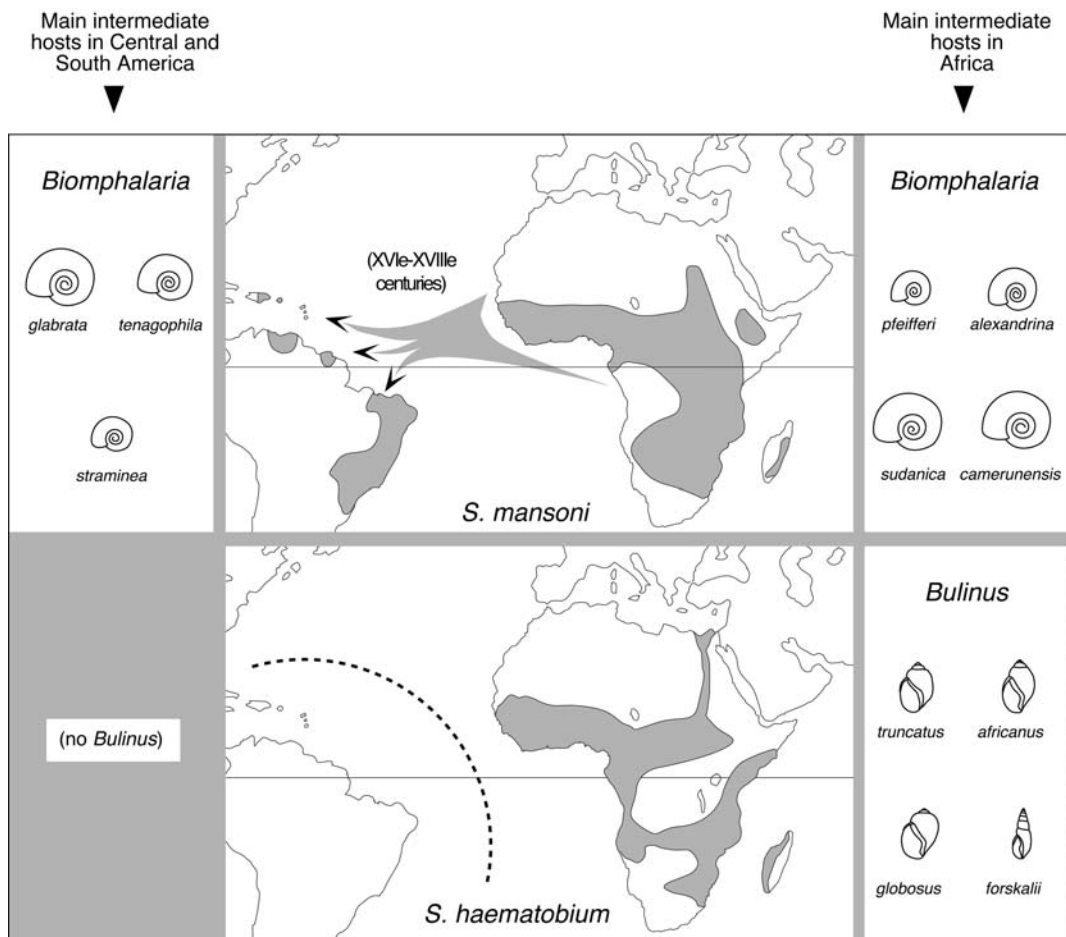 Main intermediate
hosts in Central and
South America
Main intermediate
hosts in
Africa
Biomphalaria
glabrata
tenagophila
straminea
(XVIe-XVIIIe
centuries)
S. mansoni
Biomphalaria
pfeifferi
alexandrina
sudanica
camerunensis
(no Bulinus)
S. haematobium
Bulinus
truncatus
africanus
globosus
forskalii